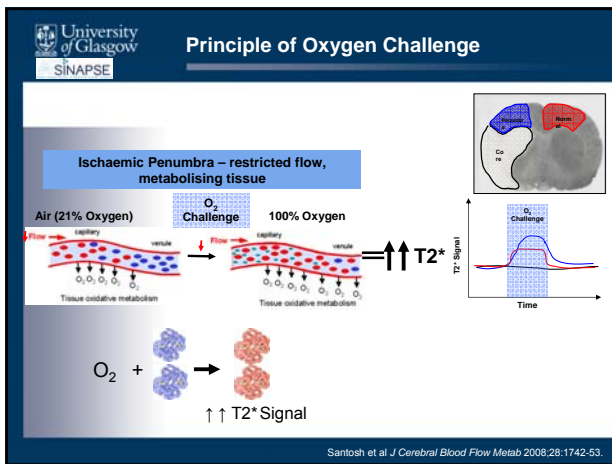 University
of Glasgow
SINAPSE
Principle of Oxygen Challenge
Ischaemic Penumbra – restricted flow,
metabolising tissue
Air (21% Oxygen)
O2
Challenge
100% Oxygen
Flow
capillary
venule
O2 O2 O2 O2 O2
Tissue oxidative metabolism
Flow
capillary
venule
O2 O2 O2 O2 O2 O2 O2
Tissue oxidative metabolism
=↑↑ T2*
O2 +
↑ ↑ T2* Signal
Norm
al
Co
re
O2
Challenge
T2* Signal
Time
Santosh et al J Cerebral Blood Flow Metab 2008;28:1742-53.